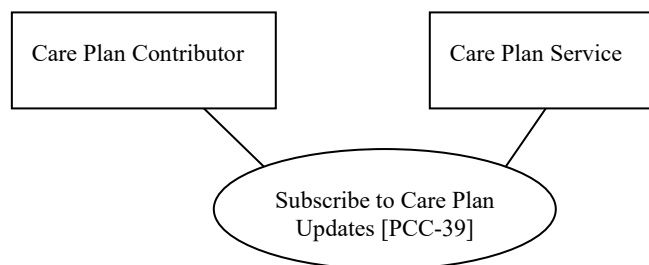 Care Plan Contributor
Care Plan Service
Subscribe to Care Plan
Updates [PCC-39]